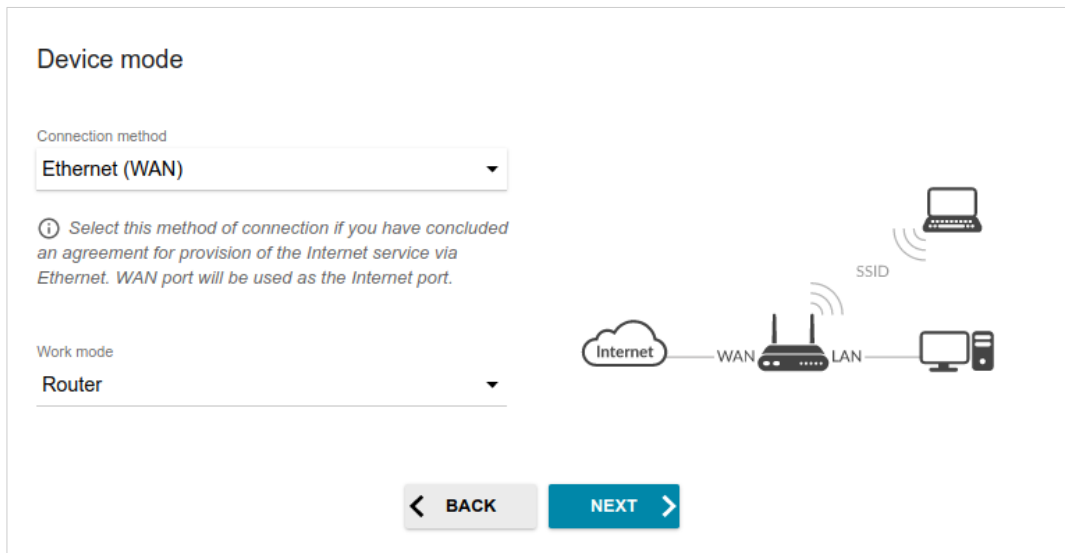 Device mode
Connection method
Ethernet (WAN)
Select this method of connection if you have concluded
an agreement for provision of the Internet service via
Ethernet. WAN port will be used as the Internet port.
Work mode
Router
SSID
Internet
WAN
LAN
BACK
NEXT